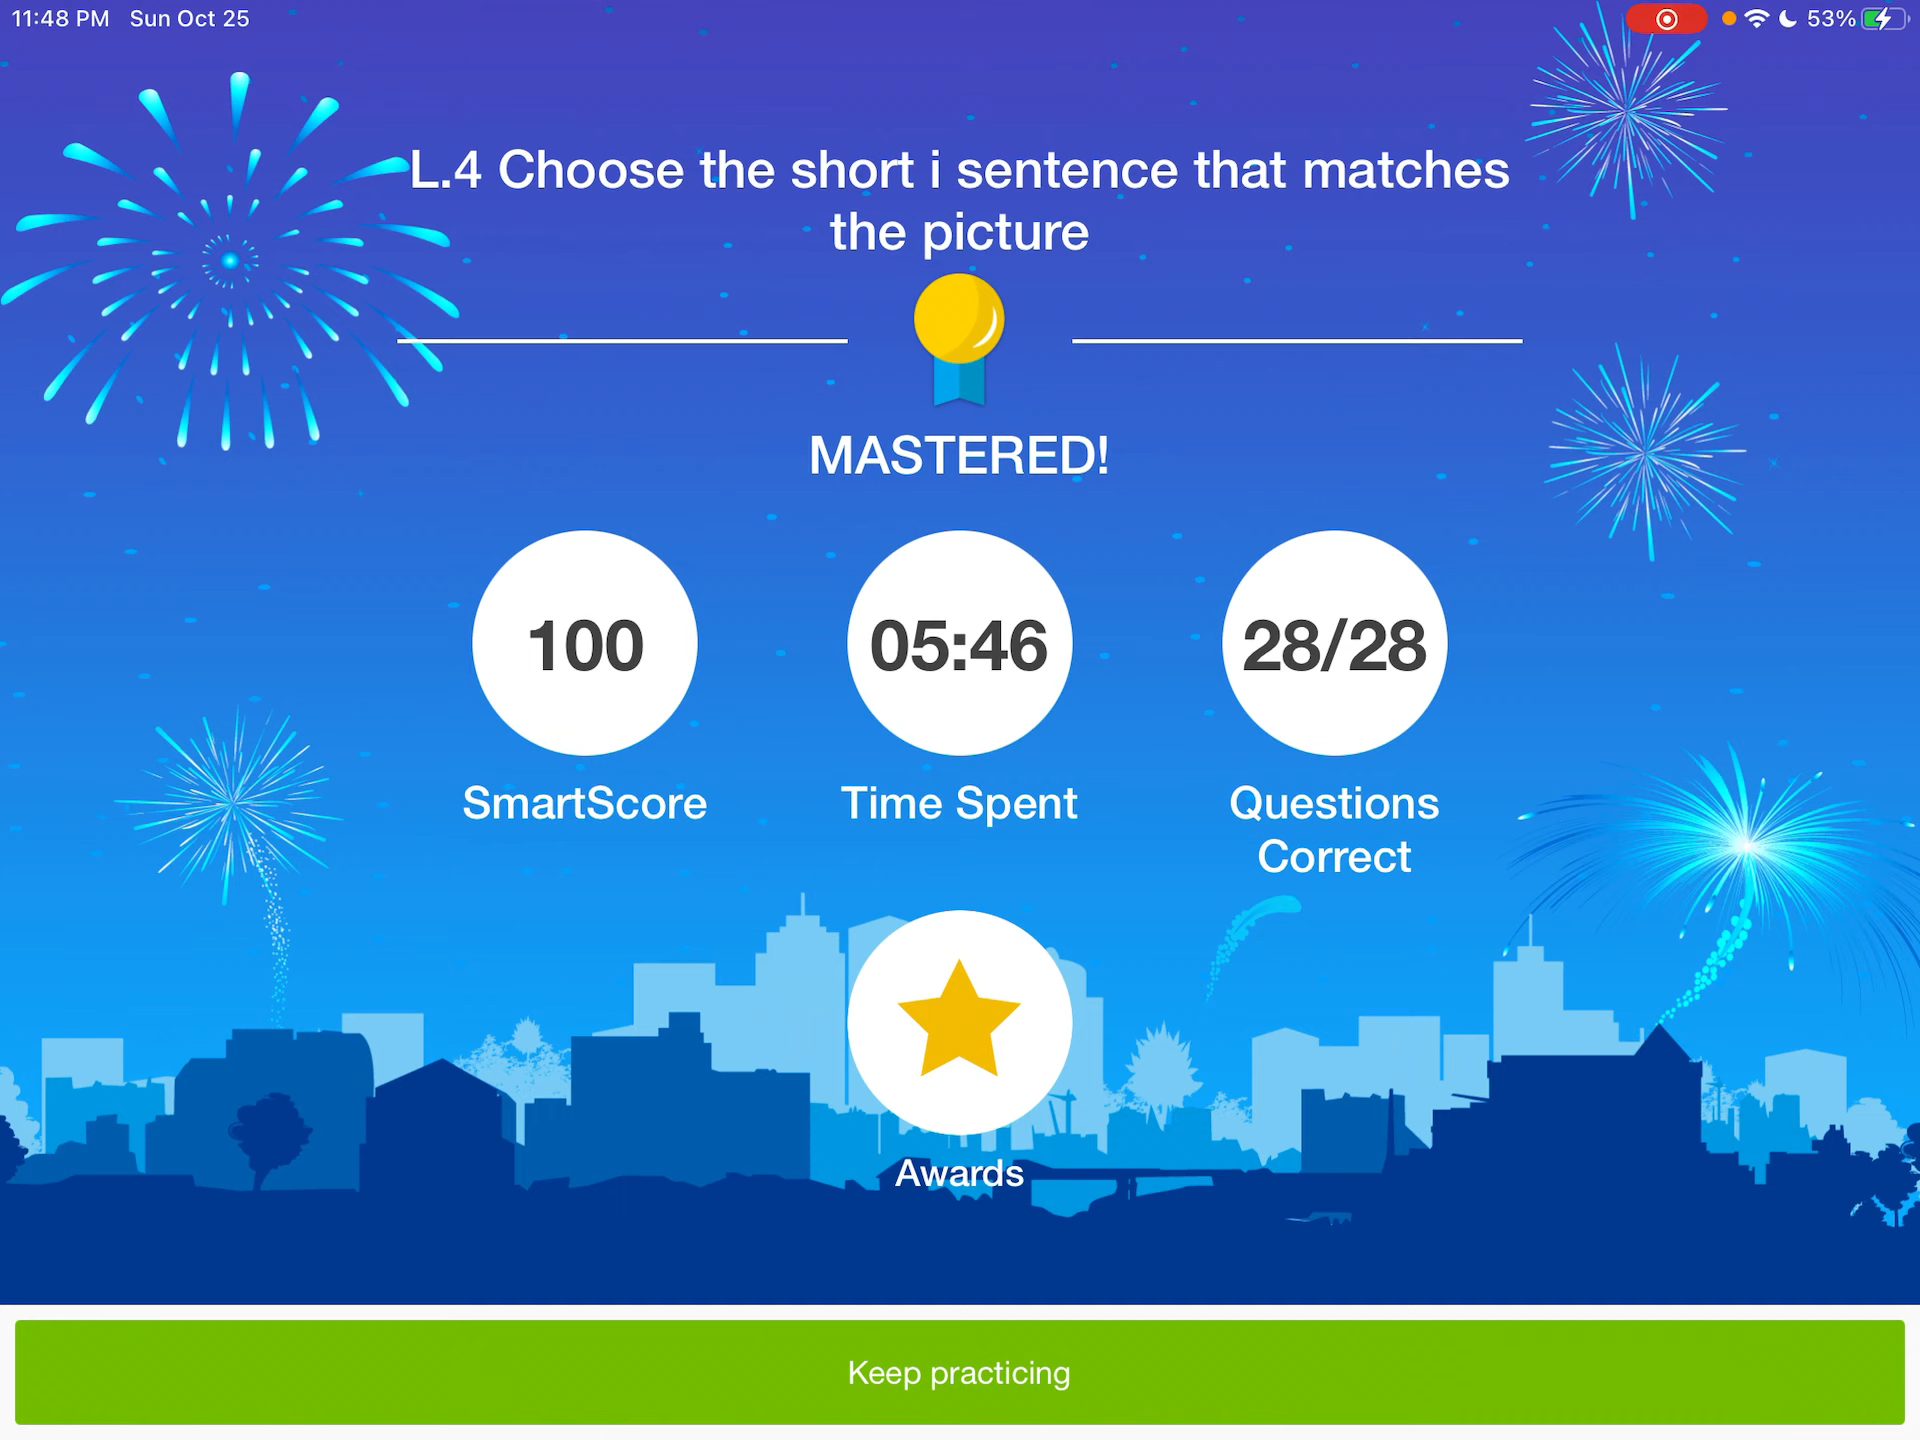 11:48 PM Sun Oct 25 53%
L.4 Choose the short i sentence that matches
the picture
MASTERED!
100 05:46 28/28
SmartScore Time Spent Questions
Correct
Awards
Keep practicing